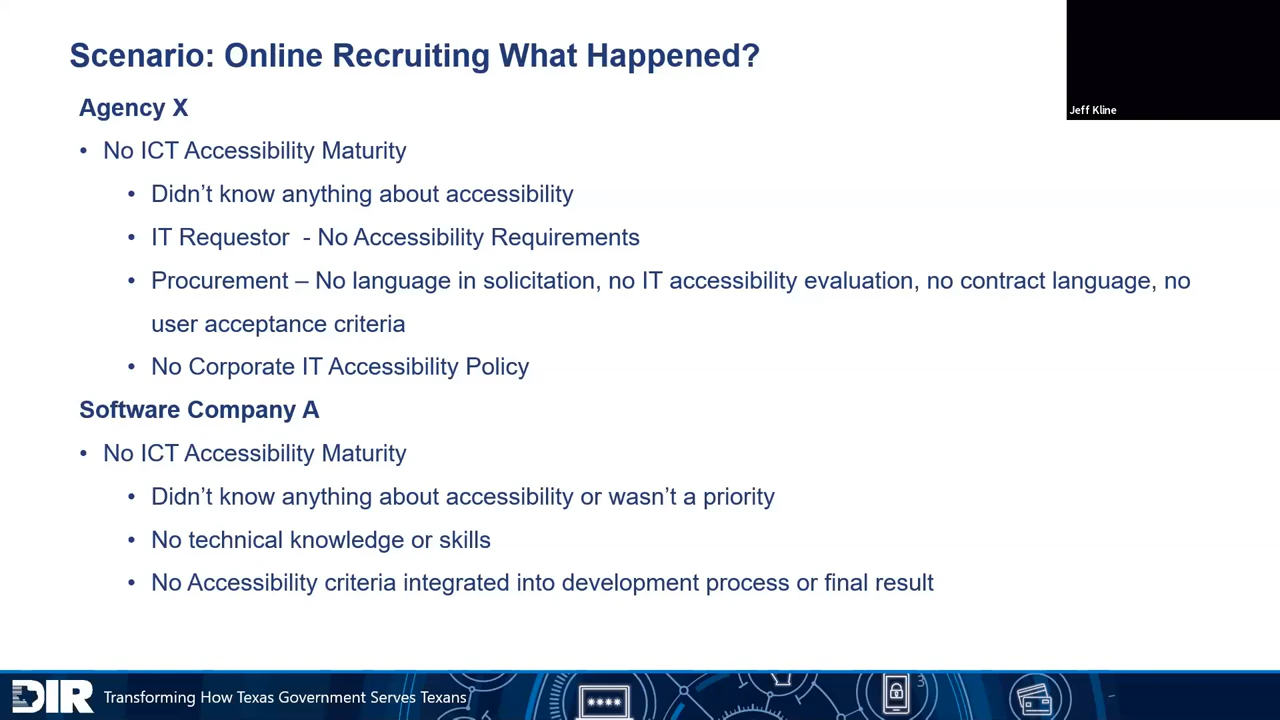 Scenario: Online Recruiting What Happened?
Jeff Kline
Agency X
• No ICT Accessibility Maturity
• Didn’t know anything about accessibility
• IT Requestor - No Accessibility Requirements
• Procurement – No language in solicitation, no IT accessibility evaluation, no contract language, no
user acceptance criteria
• No Corporate IT Accessibility Policy
Software Company A
• No ICT Accessibility Maturity
• Didn’t know anything about accessibility or wasn’t a priority
• No technical knowledge or skills
• No Accessibility criteria integrated into development process or final result
DIR Transforming How Texas Government Serves Texans
3